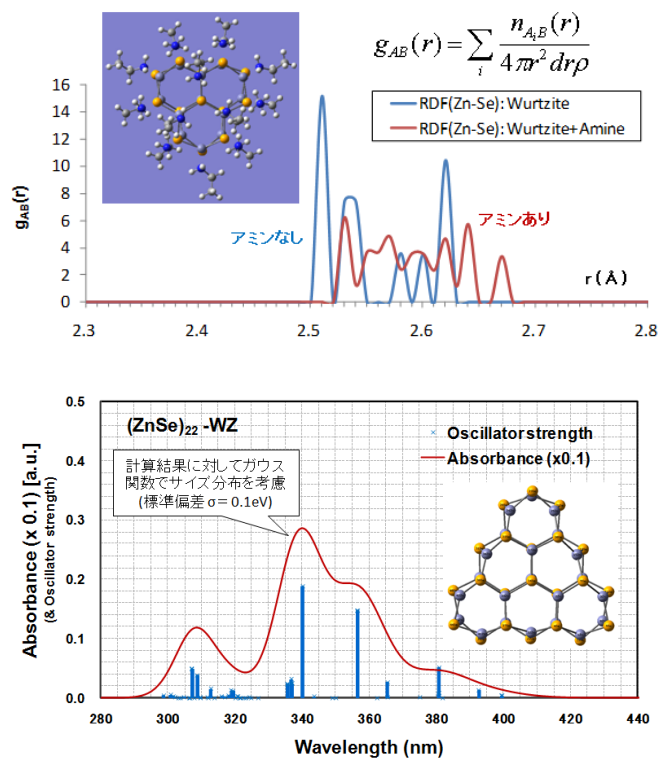 g_AB(r) = Σ_i n_{A_iB}(r) / 4πr²drρ
RDF(Zn-Se): Wurtzite
RDF(Zn-Se): Wurtzite+Amine
アミンなし
アミンあり
g_AB(r)
16
14
12
10
8
6
4
2
0
r (Å)
2.3 2.4 2.5 2.6 2.7 2.8
(ZnSe)₂₂ -WZ
計算結果に対してガウス
関数でサイズ分布を考慮
(標準偏差 σ= 0.1eV)
Oscillator strength
Absorbance (x0.1)
Absorbance (x 0.1) [a.u.]
(& Oscillator strength)
0.5
0.4
0.3
0.2
0.1
0.0
280 300 320 340 360 380 400 420 440
Wavelength (nm)